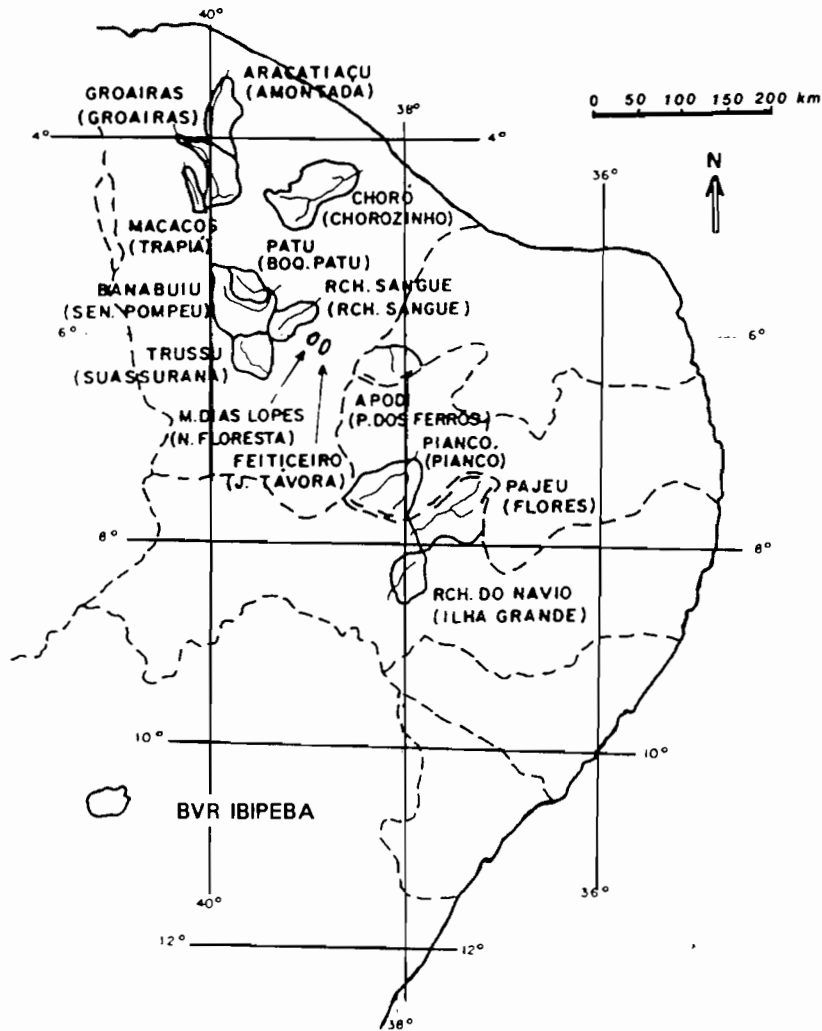 40°
ARACATIAÇU
(AMONTADA)
GROAIRAS
(GROAIRAS)
38°
0 50 100 150 200 km
4°
4°
N
36°
CHORÓ
(CHOROZINHO)
MACACOS
(TRAPIÁ)
PATU
(BOQ. PATU)
BANABUIU
(SEN. POMPEU)
RCH. SANGUE
(RCH. SANGUE)
6°
6°
TRUSSU
(SUASSURANA)
M. DIAS LOPES
(N. FLORESTA)
APODI
(P. DOS FERROS)
FEITICEIRO
(J. TÁVORA)
PIANCO.
(PIANCO)
PAJEU
(FLORES)
8°
8°
RCH. DO NAVIO
(ILHA GRANDE)
10°
10°
BVR IBIPEBA
40°
36°
12°
12°
38°